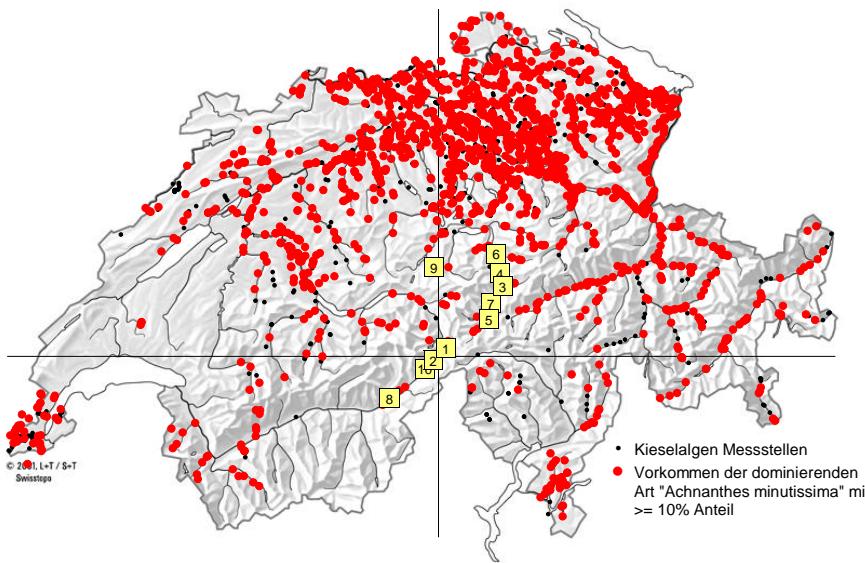 6
9
4
3
7
5
1
2
10
8
© 2001, L+T / S+T
Swisstopo
Kieselalgen Messstellen
Vorkommen der dominierenden
Art "Achnanthes minutissima" mi
>= 10% Anteil